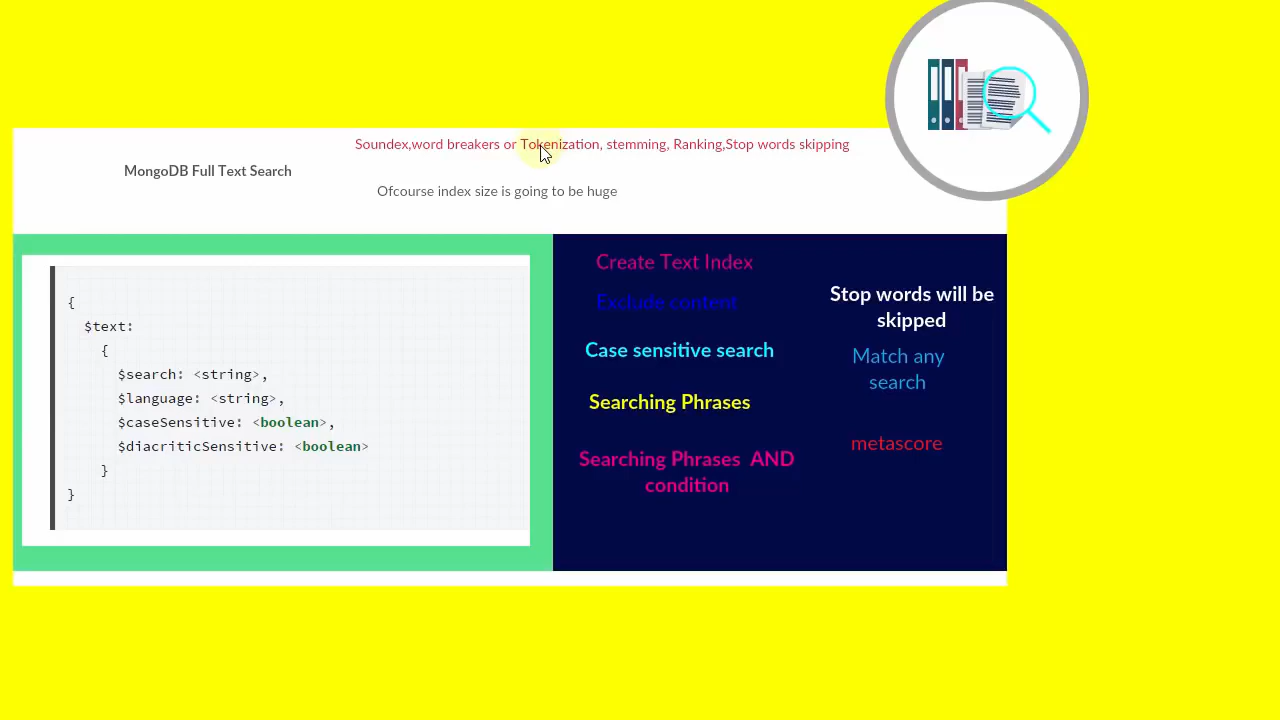 Soundex,word breakers or Tokenization, stemming, Ranking,Stop words skipping
MongoDB Full Text Search
Ofcourse index size is going to be huge
{
$text:
{
$search: <string>,
$language: <string>,
$caseSensitive: <boolean>,
$diacriticSensitive: <boolean>
}
}
Create Text Index
Exclude content
Case sensitive search
Searching Phrases
Searching Phrases AND
condition
Stop words will be
skipped
Match any
search
metascore